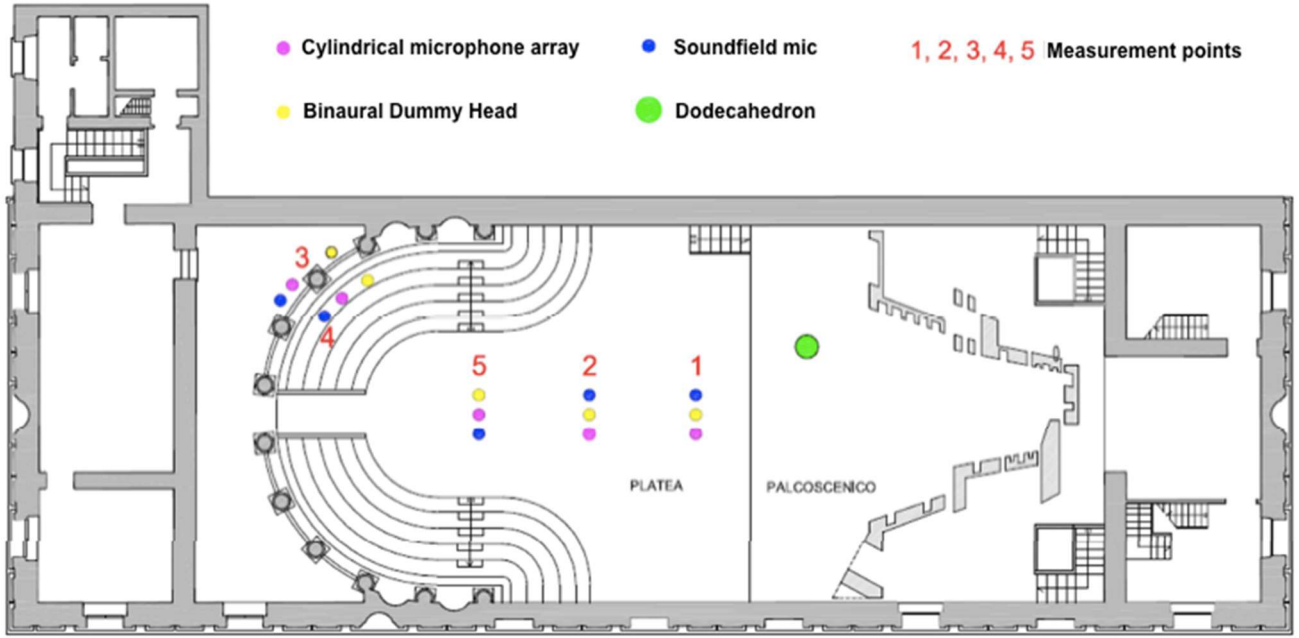 Cylindrical microphone array
Soundfield mic
1, 2, 3, 4, 5 Measurement points
Binaural Dummy Head
Dodecahedron
3
4
5
2
1
PLATEA
PALCOSCENICO